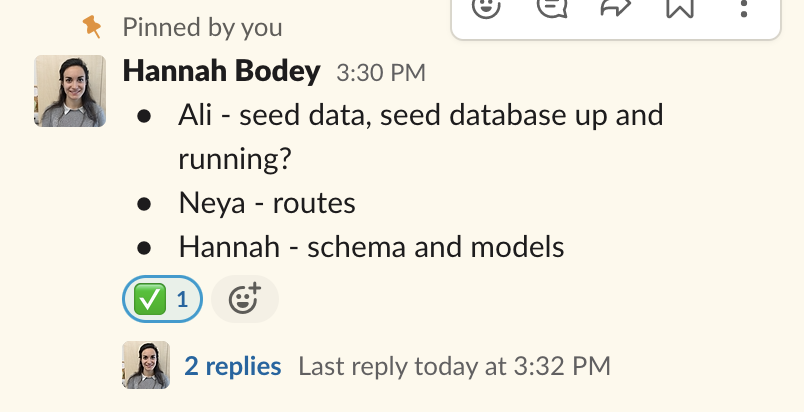 Pinned by you
Hannah Bodey 3:30 PM
• Ali - seed data, seed database up and
running?
• Neya - routes
• Hannah - schema and models
✅ 1
2 replies Last reply today at 3:32 PM